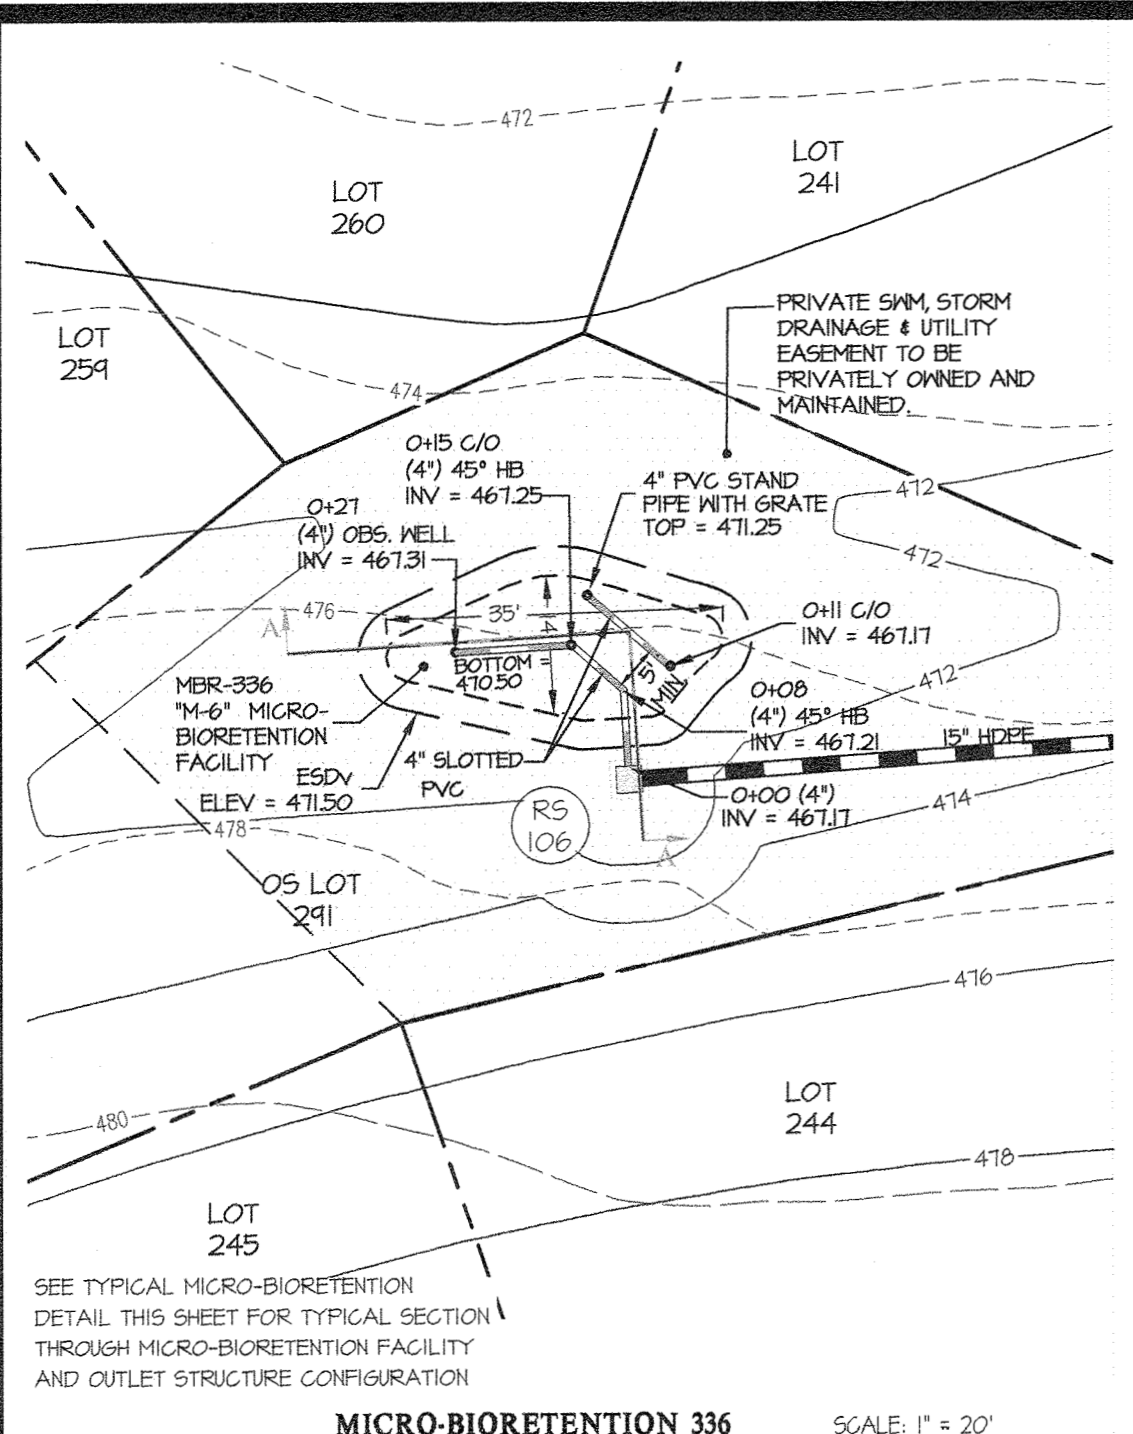 472
LOT
241
LOT
260
PRIVATE SWM, STORM
DRAINAGE & UTILITY
EASEMENT TO BE
PRIVATELY OWNED AND
MAINTAINED.
LOT
259
474
0+15 C/O
(4") 45° HB
INV = 467.25
4" PVC STAND
PIPE WITH GRATE
TOP = 471.25
472
0+27
(4") OBS. WELL
INV = 467.31
472
476
A
35'
14'
0+11 C/O
INV = 467.17
BOTTOM =
470.50
5'
MIN
472
MBR-336
"M-6" MICRO-
BIORETENTION
FACILITY
0+08
(4") 45° HB
INV = 467.21
15" HDPE
ESDv
ELEV = 471.50
4" SLOTTED
PVC
0+00 (4")
INV = 467.17
474
478
RS
106
A
OS LOT
291
476
480
LOT
244
478
LOT
245
SEE TYPICAL MICRO-BIORETENTION
DETAIL THIS SHEET FOR TYPICAL SECTION
THROUGH MICRO-BIORETENTION FACILITY
AND OUTLET STRUCTURE CONFIGURATION
MICRO-BIORETENTION 336
SCALE: 1" = 20'